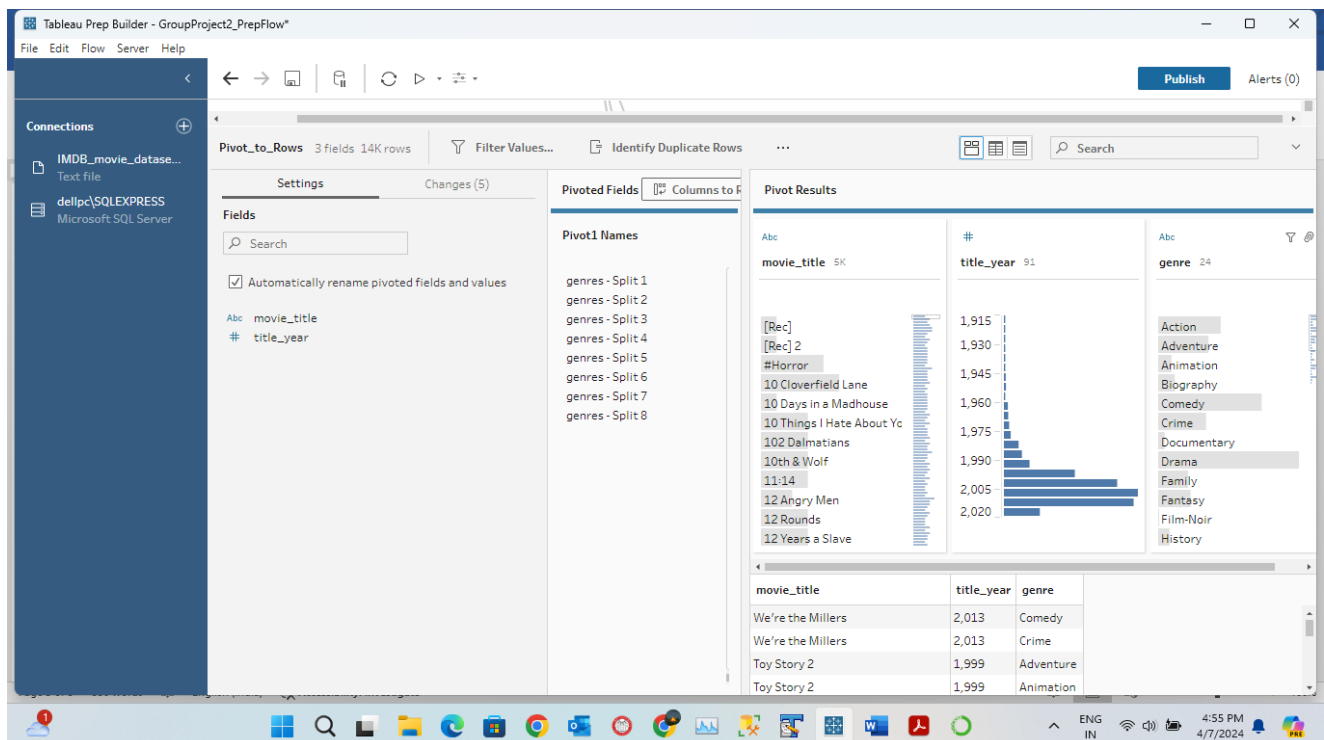 Tableau Prep Builder - GroupProject2_PrepFlow*
File Edit Flow Server Help
Publish
Alerts (0)
Connections
IMDB_movie_datase...
Text file
dellpc\SQLEXPRESS
Microsoft SQL Server
Pivot_to_Rows 3 fields 14K rows
Filter Values...
Identify Duplicate Rows
...
Search
Settings
Changes (5)
Fields
Search
Automatically rename pivoted fields and values
Abc movie_title
# title_year
Pivoted Fields
Columns to R
Pivot1 Names
genres - Split 1
genres - Split 2
genres - Split 3
genres - Split 4
genres - Split 5
genres - Split 6
genres - Split 7
genres - Split 8
Pivot Results
Abc
movie_title 5K
[Rec]
[Rec] 2
#Horror
10 Cloverfield Lane
10 Days in a Madhouse
10 Things I Hate About Yo
102 Dalmatians
10th & Wolf
11:14
12 Angry Men
12 Rounds
12 Years a Slave
#
title_year 91
1,915
1,930
1,945
1,960
1,975
1,990
2,005
2,020
Abc
genre 24
Action
Adventure
Animation
Biography
Comedy
Crime
Documentary
Drama
Family
Fantasy
Film-Noir
History
movie_title title_year genre
We're the Millers 2,013 Comedy
We're the Millers 2,013 Crime
Toy Story 2 1,999 Adventure
Toy Story 2 1,999 Animation
1
ENG
IN
4:55 PM
4/7/2024
PRE